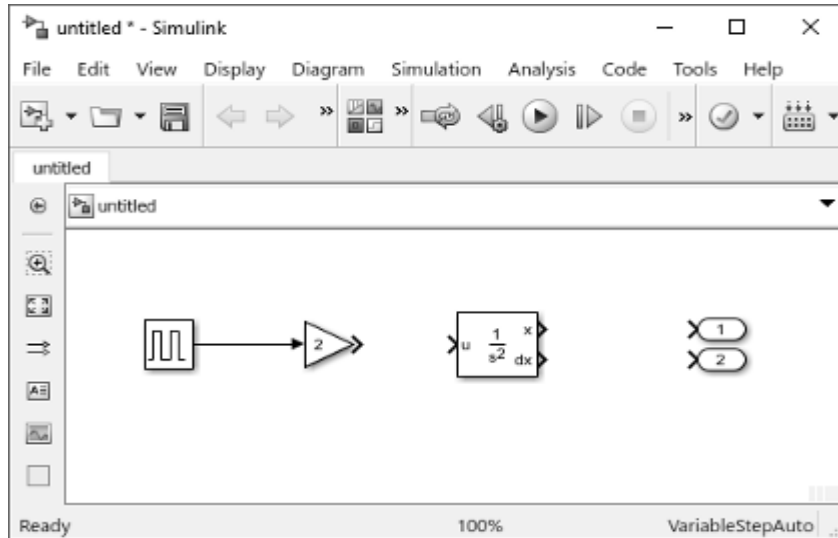 untitled * - Simulink
File Edit View Display Diagram Simulation Analysis Code Tools Help
» »  »
untitled
untitled
2
u 1 s2 x dx
1
2
Ready 100% VariableStepAuto